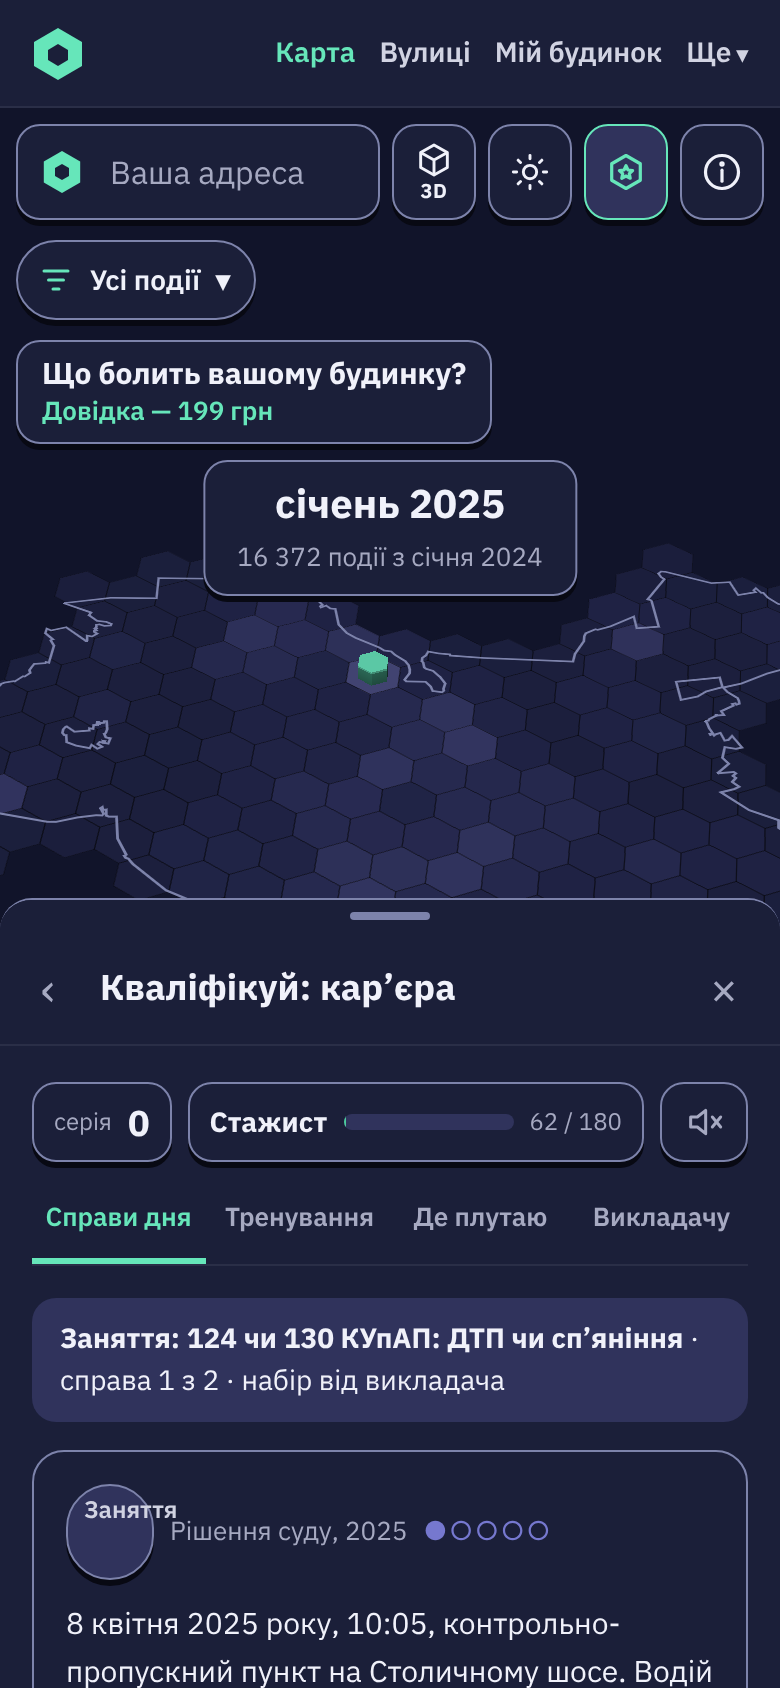 Карта Вулиці Мій будинок Ще ▾
Ваша адреса
3D
Усі події ▼
Що болить вашому будинку?
Довідка — 199 грн
січень 2025
16 372 події з січня 2024
‹ Кваліфікуй: кар’єра ×
серія 0 Стажист 62 / 180
Справи дня Тренування Де плутаю Викладачу
Заняття: 124 чи 130 КУпАП: ДТП чи сп’яніння ·
справа 1 з 2 · набір від викладача
Заняття
Рішення суду, 2025
8 квітня 2025 року, 10:05, контрольно-
пропускний пункт на Столичному шосе. Водій